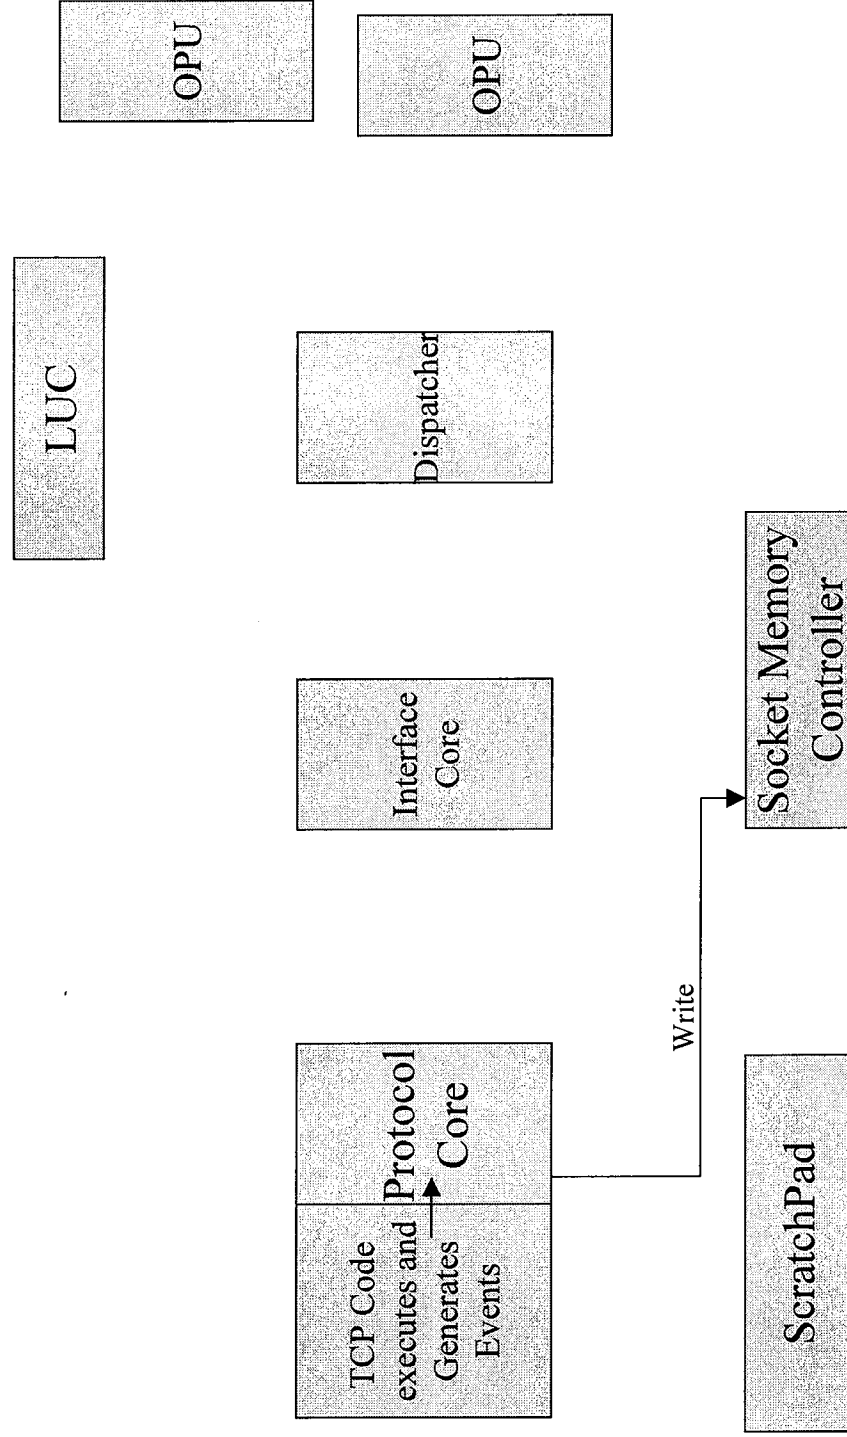 OPU
OPU
LUC
Dispatcher
Interface
Core
Socket Memory
Controller
Write
Protocol
Core
TCP Code
executes and
Generates
Events
ScratchPad